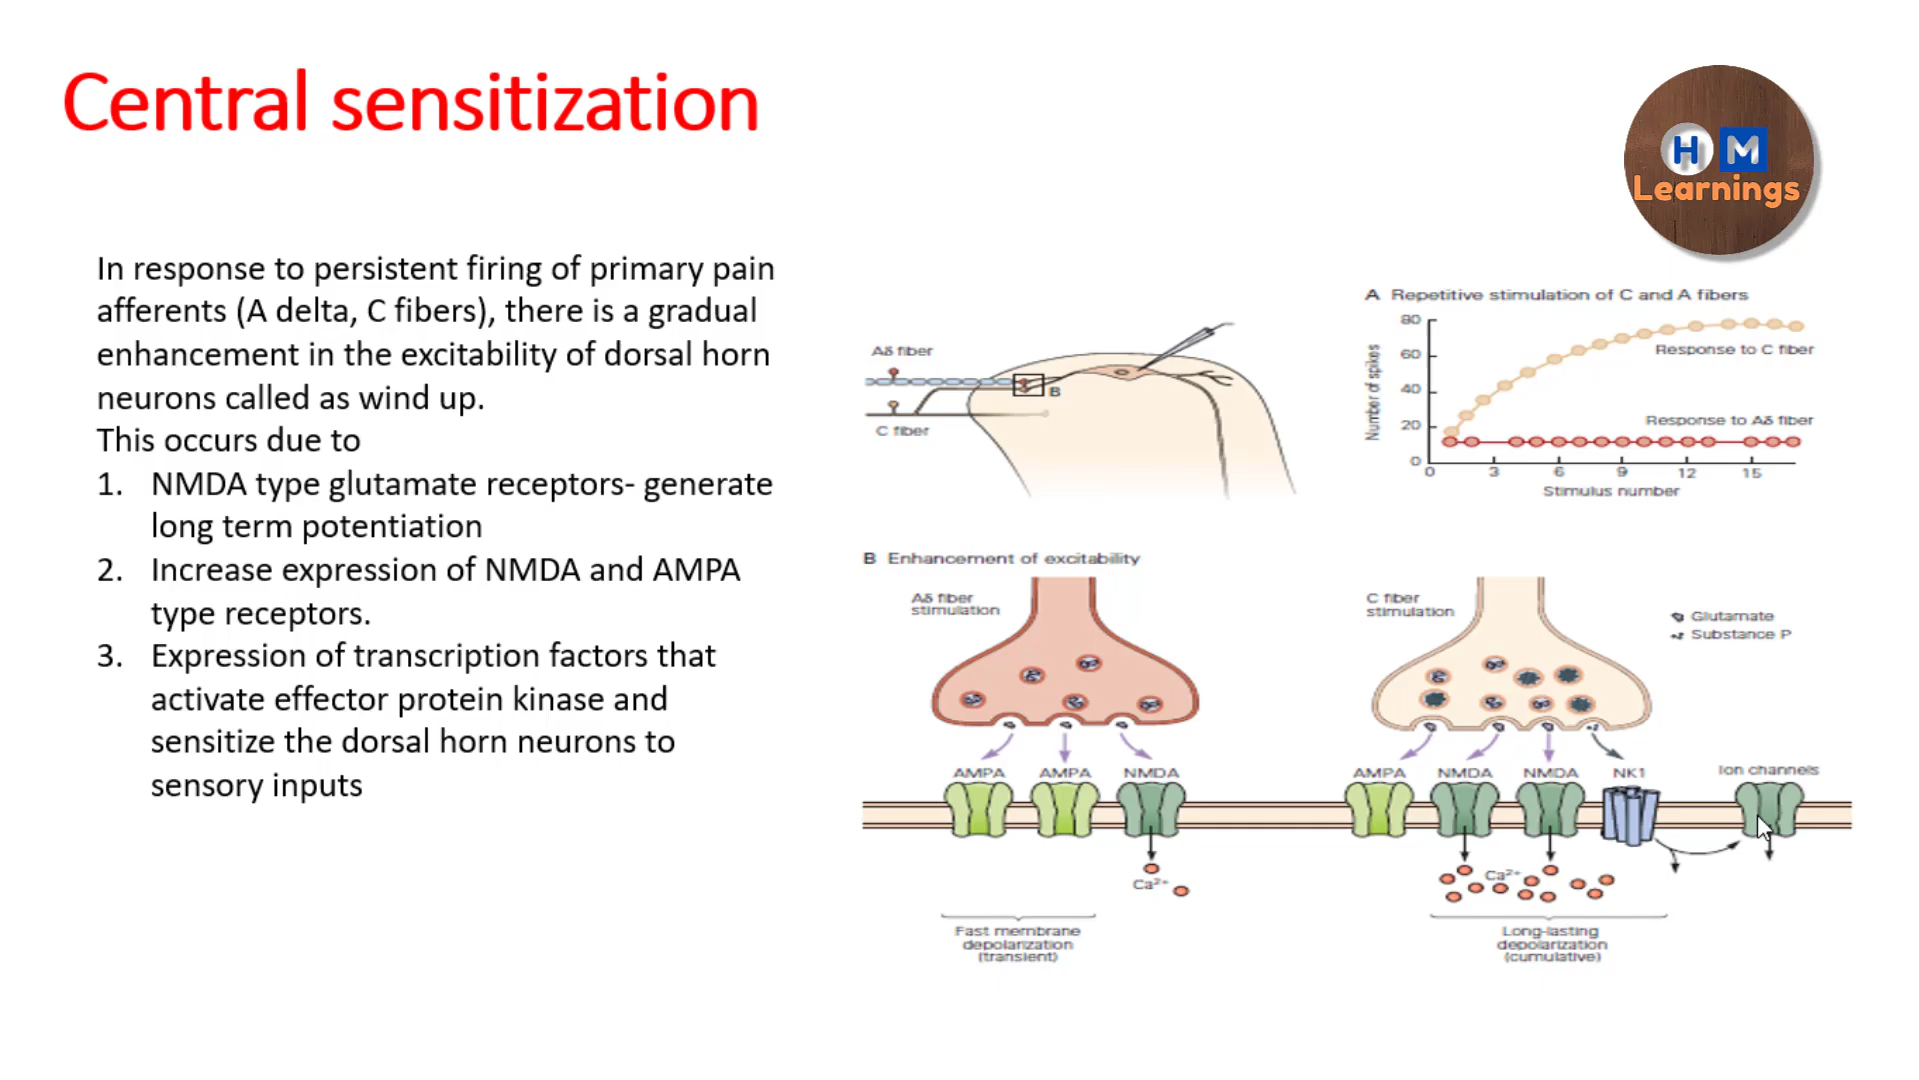 Central sensitization
H M
Learnings
In response to persistent firing of primary pain
afferents (A delta, C fibers), there is a gradual
enhancement in the excitability of dorsal horn
neurons called as wind up.
This occurs due to
1. NMDA type glutamate receptors- generate
long term potentiation
2. Increase expression of NMDA and AMPA
type receptors.
3. Expression of transcription factors that
activate effector protein kinase and
sensitize the dorsal horn neurons to
sensory inputs
Aδ fiber
B
C fiber
A Repetitive stimulation of C and A fibers
Number of spikes
80
60
40
20
0
Response to C fiber
Response to Aδ fiber
0 3 6 9 12 15
Stimulus number
B Enhancement of excitability
Aδ fiber
stimulation
AMPA AMPA NMDA
Ca²⁺
Fast membrane
depolarization
(transient)
C fiber
stimulation
Glutamate
Substance P
AMPA NMDA NMDA NK1 Ion channels
Ca²⁺
Long-lasting
depolarization
(cumulative)